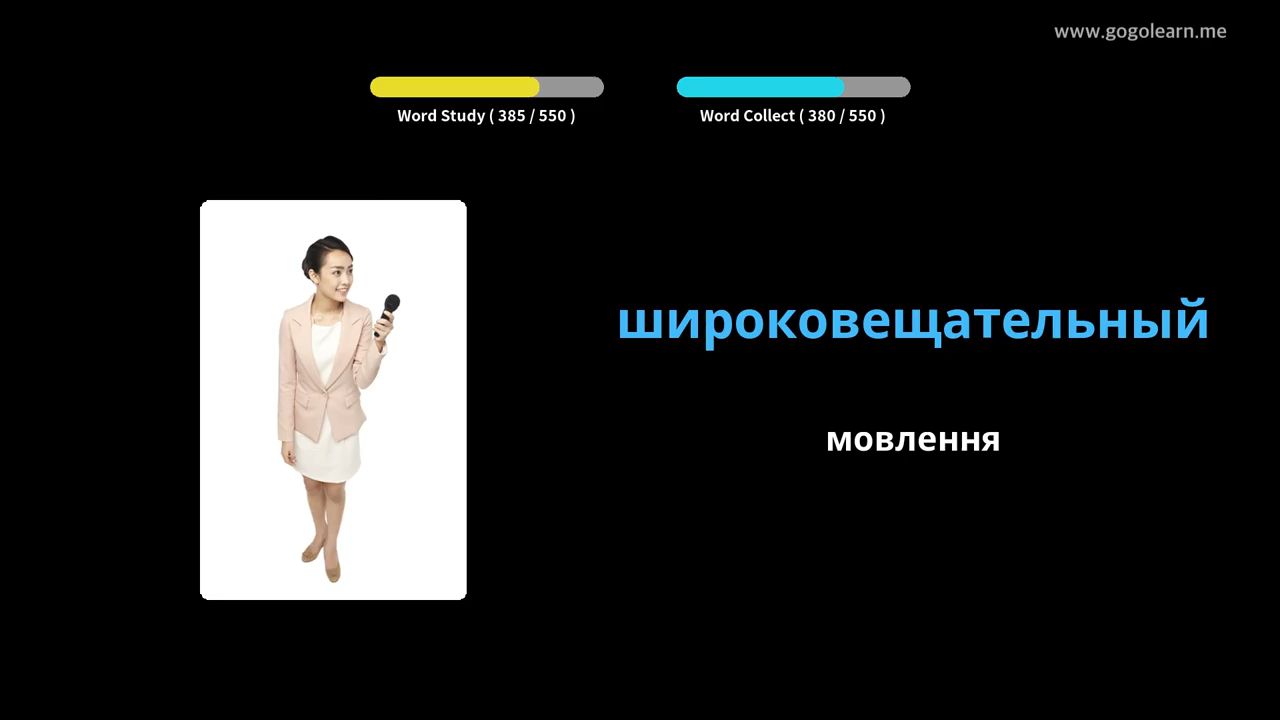 www.gogolearn.me
Word Study ( 385 / 550 )
Word Collect ( 380 / 550 )
широковещательный
мовлення